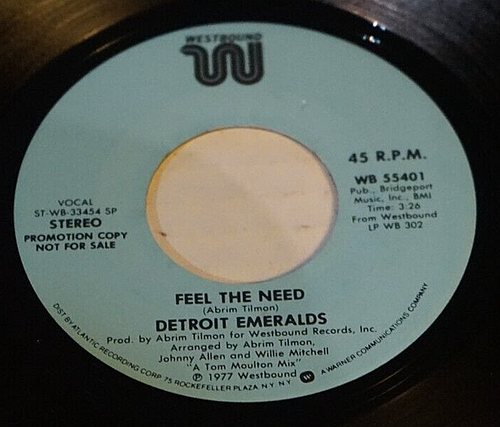 WESTBOUND
W
45 R.P.M.
WB 55401
Pub., Bridgeport
Music, Inc., BMI
Time: 3:26
From Westbound
LP WB 302
VOCAL
ST-WB-33454 SP
STEREO
PROMOTION COPY
NOT FOR SALE
FEEL THE NEED
(Abrim Tilmon)
DETROIT EMERALDS
Prod. by Abrim Tilmon for Westbound Records, Inc.
Arranged by Abrim Tilmon,
Johnny Allen and Willie Mitchell
"A Tom Moulton Mix"
℗ 1977 Westbound
DIST BY ATLANTIC RECORDING CORP 75 ROCKEFELLER PLAZA N.Y. N.Y.
A WARNER COMMUNICATIONS COMPANY